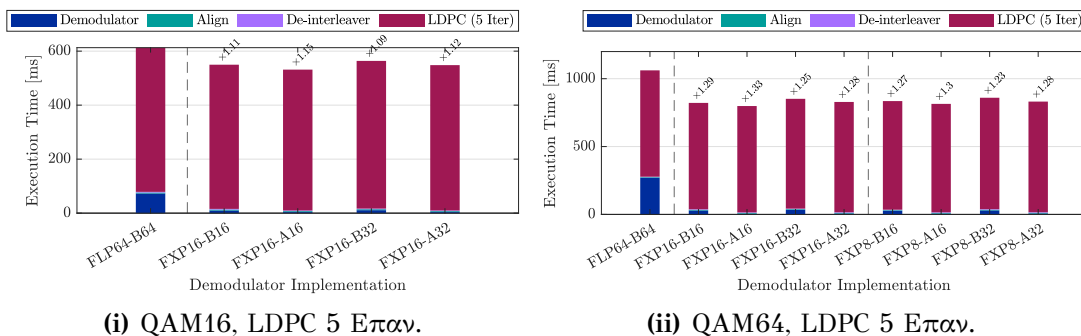 Demodulator Align De-interleaver LDPC (5 Iter)
600
400
200
0
Execution Time [ms]
×1.11
×1.15
×1.09
×1.12
FLP64-B64
FXP16-B16
FXP16-A16
FXP16-B32
FXP16-A32
Demodulator Implementation
(i) QAM16, LDPC 5 Επαν.
Demodulator Align De-interleaver LDPC (5 Iter)
1000
500
0
Execution Time [ms]
×1.29
×1.33
×1.25
×1.28
×1.27
×1.3
×1.23
×1.28
FLP64-B64
FXP16-B16
FXP16-A16
FXP16-B32
FXP16-A32
FXP8-B16
FXP8-A16
FXP8-B32
FXP8-A32
Demodulator Implementation
(ii) QAM64, LDPC 5 Επαν.